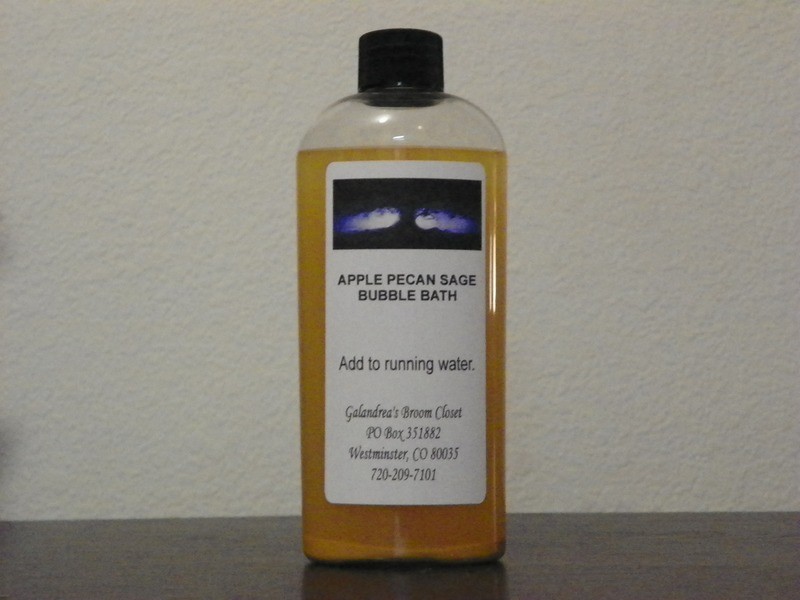 APPLE PECAN SAGE
BUBBLE BATH
Add to running water.
Galandrea's Broom Closet
PO Box 351882
Westminster, CO 80035
720-209-7101